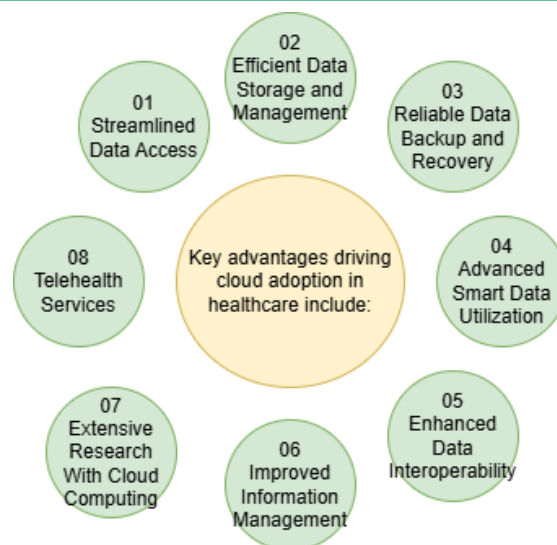 Key advantages driving
cloud adoption in
healthcare include:
01
Streamlined
Data Access
02
Efficient Data
Storage and
Management
03
Reliable Data
Backup and
Recovery
04
Advanced
Smart Data
Utilization
05
Enhanced
Data
Interoperability
06
Improved
Information
Management
07
Extensive
Research
With Cloud
Computing
08
Telehealth
Services